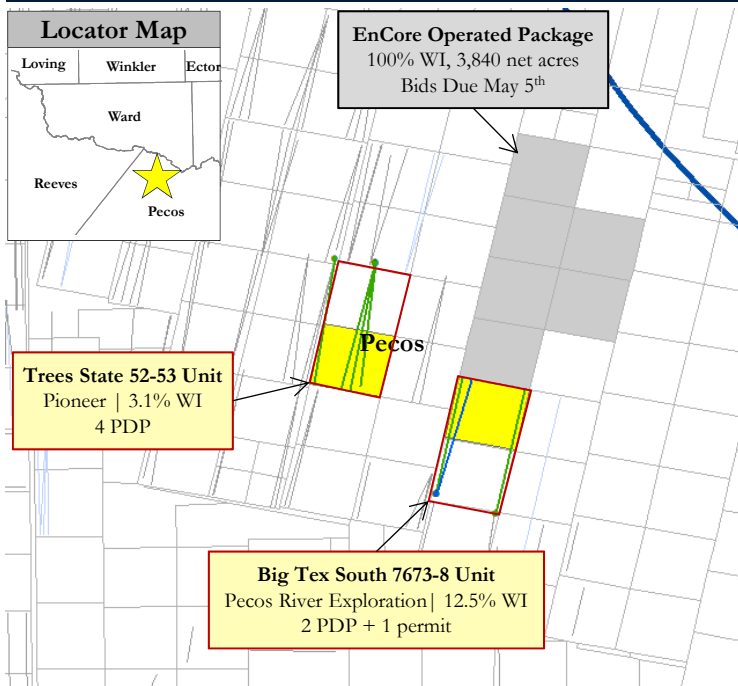 Locator Map
Loving
Winkler
Ector
Ward
Reeves
Pecos
EnCore Operated Package
100% WI, 3,840 net acres
Bids Due May 5th
Pecos
Trees State 52-53 Unit
Pioneer | 3.1% WI
4 PDP
Big Tex South 7673-8 Unit
Pecos River Exploration| 12.5% WI
2 PDP + 1 permit